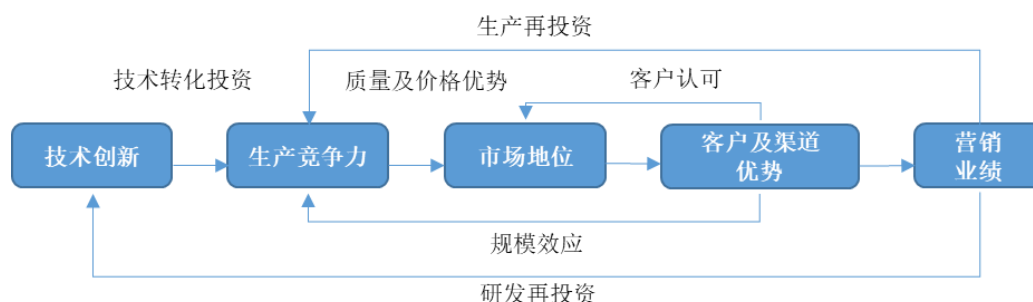 生产再投资
技术转化投资
质量及价格优势
客户认可
技术创新
生产竞争力
市场地位
客户及渠道
优势
营销
业绩
规模效应
研发再投资